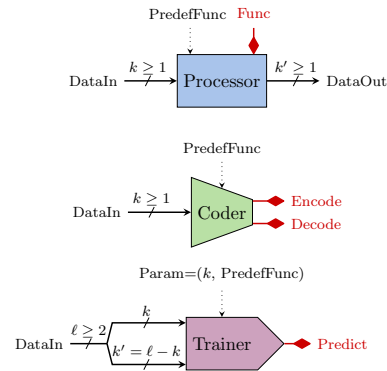 PredefFunc Func
k ≥ 1 k′ ≥ 1
DataIn Processor DataOut
PredefFunc
k ≥ 1 Encode
DataIn Coder
Decode
Param=(k, PredefFunc)
k
ℓ ≥ 2
DataIn Trainer Predict
k′ = ℓ − k